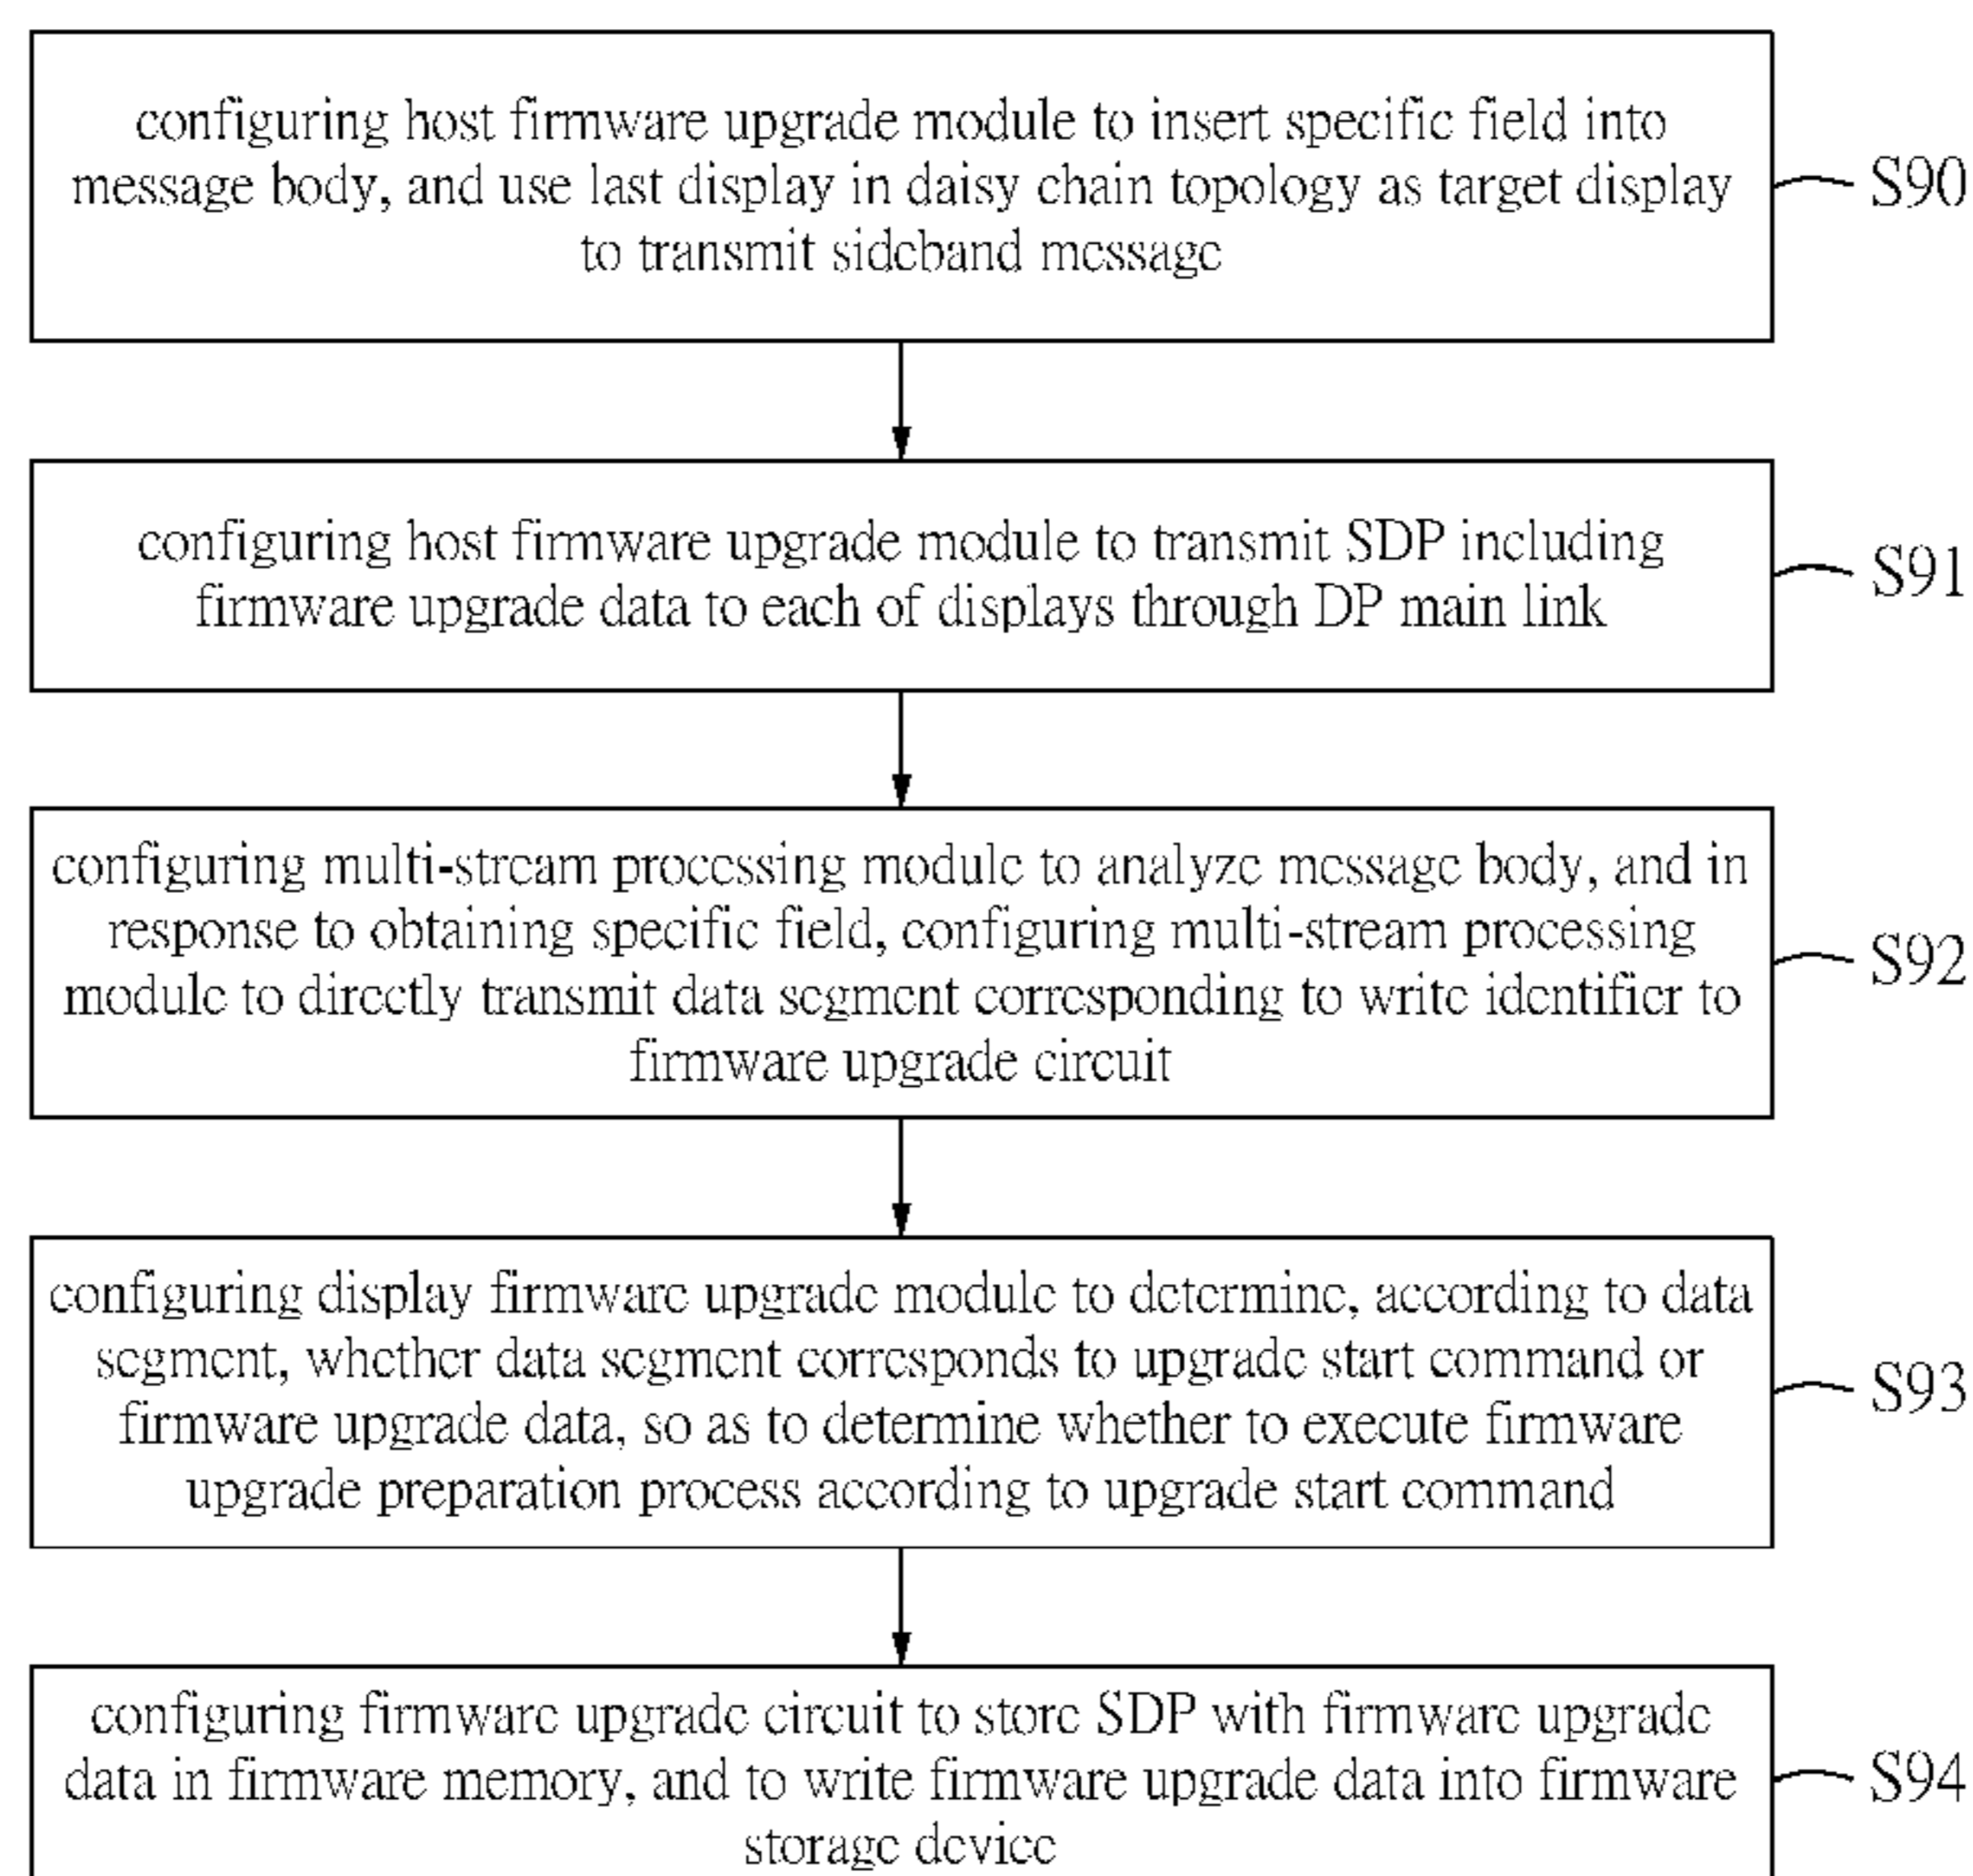 configuring host firmware upgrade module to insert specific field into
message body, and use last display in daisy chain topology as target display
to transmit sideband message
S90
configuring host firmware upgrade module to transmit SDP including
firmware upgrade data to each of displays through DP main link
S91
configuring multi-stream processing module to analyze message body, and in
response to obtaining specific field, configuring multi-stream processing
module to directly transmit data segment corresponding to write identifier to
firmware upgrade circuit
S92
configuring display firmware upgrade module to determine, according to data
segment, whether data segment corresponds to upgrade start command or
firmware upgrade data, so as to determine whether to execute firmware
upgrade preparation process according to upgrade start command
S93
configuring firmware upgrade circuit to store SDP with firmware upgrade
data in firmware memory, and to write firmware upgrade data into firmware
storage device
S94